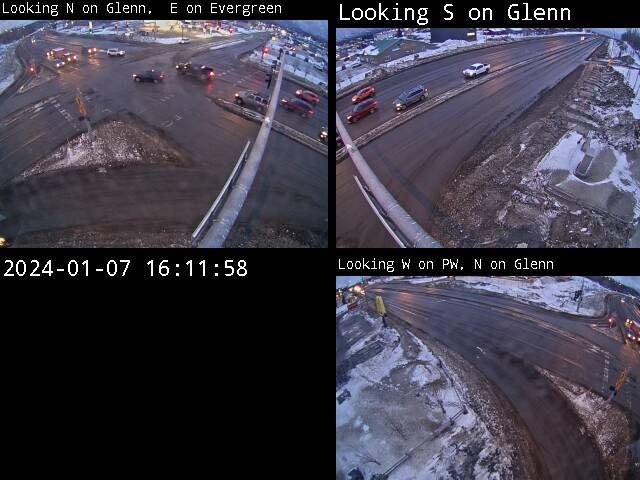 Looking N on Glenn,  E on Evergreen
Looking S on Glenn
2024-01-07 16:11:58
Looking W on PW, N on Glenn